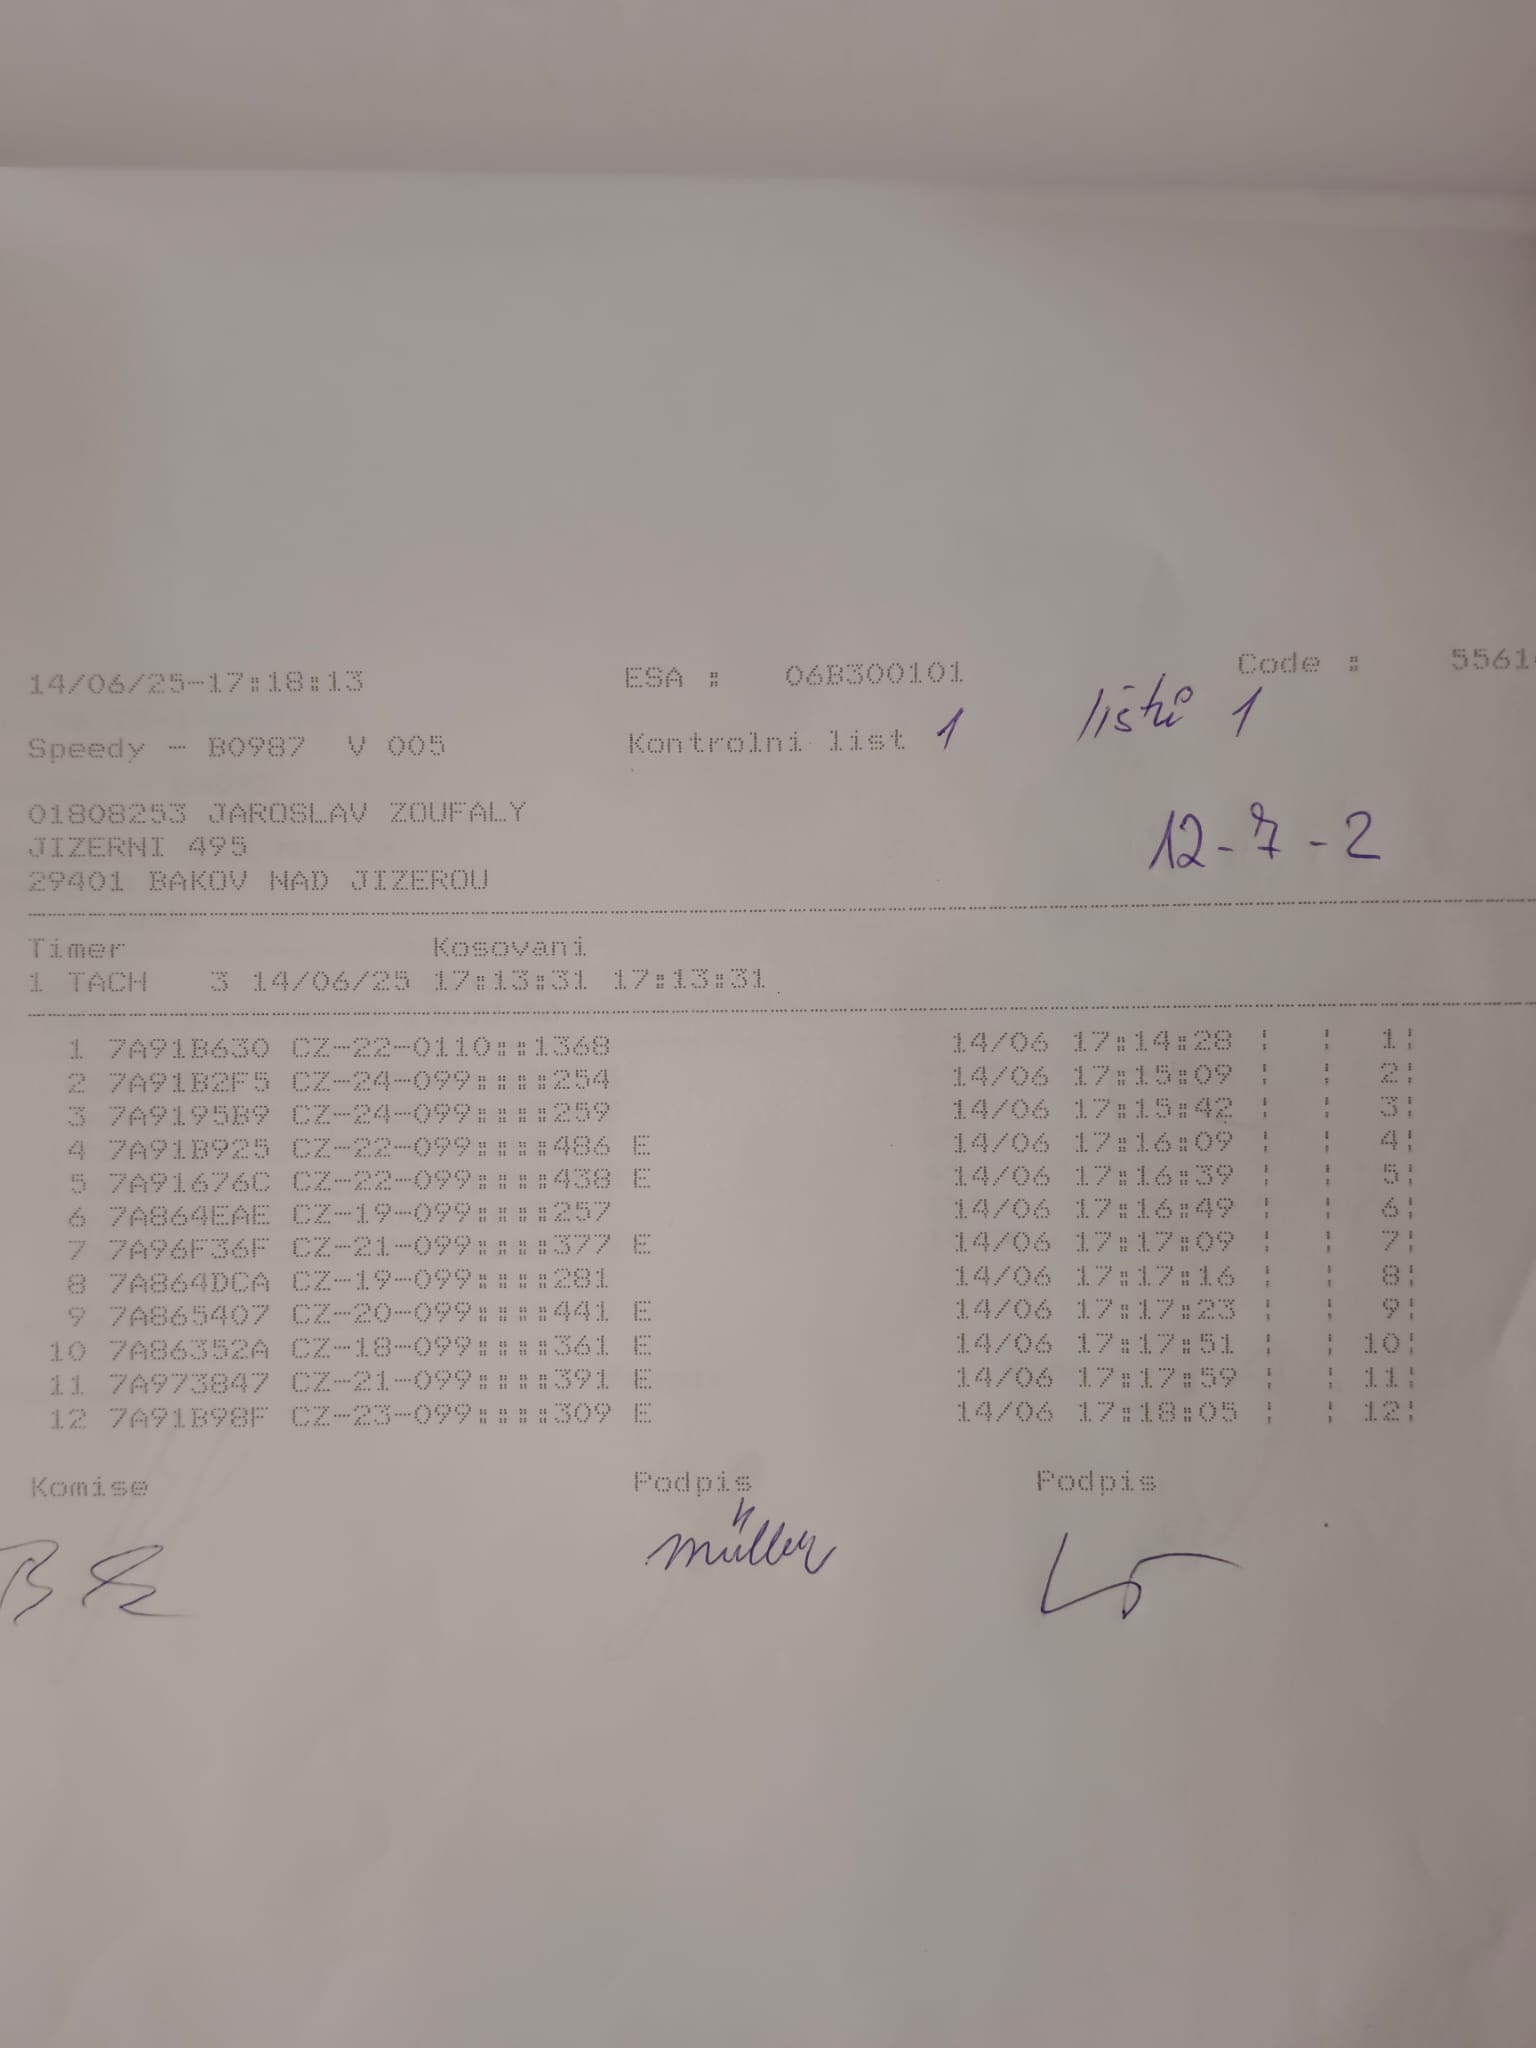 14/06/25-17:18:13 ESA : 06B300101 Code : 5561
Speedy - B0987 V 005 Kontrolni list 1 lístků 1
01808253 JAROSLAV ZOUFALY
JIZERNI 495 12-7-2
29401 BAKOV NAD JIZEROU
Timer Kosovani
1 TACH 3 14/06/25 17:13:31 17:13:31
1 7A91B630 CZ-22-0110::1368 14/06 17:14:28 ¦ ¦ 1¦
2 7A91B2F5 CZ-24-099::::254 14/06 17:15:09 ¦ ¦ 2¦
3 7A9195B9 CZ-24-099::::259 14/06 17:15:42 ¦ ¦ 3¦
4 7A91B925 CZ-22-099::::486 E 14/06 17:16:09 ¦ ¦ 4¦
5 7A91676C CZ-22-099::::438 E 14/06 17:16:39 ¦ ¦ 5¦
6 7A864EAE CZ-19-099::::257 14/06 17:16:49 ¦ ¦ 6¦
7 7A96F36F CZ-21-099::::377 E 14/06 17:17:09 ¦ ¦ 7¦
8 7A864DCA CZ-19-099::::281 14/06 17:17:16 ¦ ¦ 8¦
9 7A865407 CZ-20-099::::441 E 14/06 17:17:23 ¦ ¦ 9¦
10 7A86352A CZ-18-099::::361 E 14/06 17:17:51 ¦ ¦ 10¦
11 7A973847 CZ-21-099::::391 E 14/06 17:17:59 ¦ ¦ 11¦
12 7A91B98F CZ-23-099::::309 E 14/06 17:18:05 ¦ ¦ 12¦
Komise Podpis Podpis
Müller